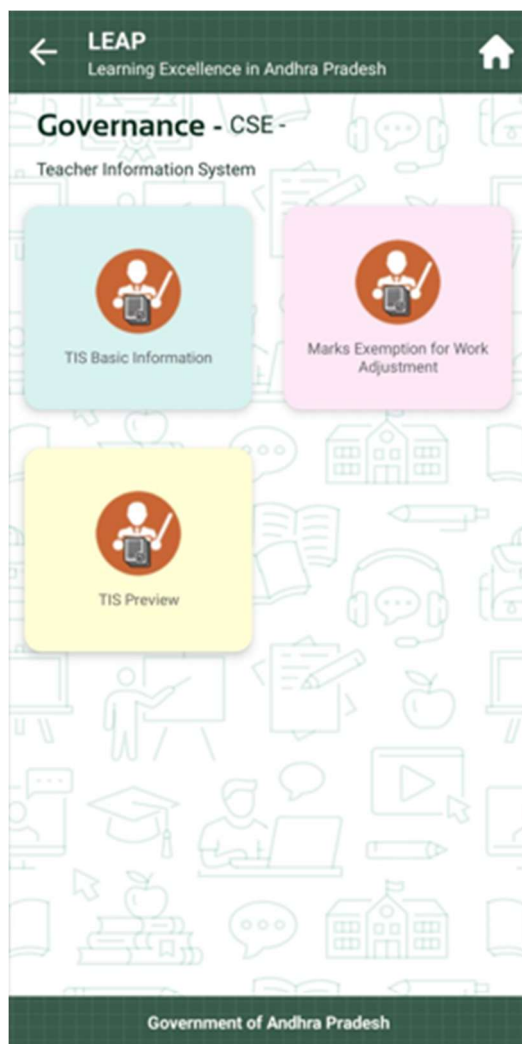 LEAP
Learning Excellence in Andhra Pradesh
Governance - CSE -
Teacher Information System
TIS Basic Information
Marks Exemption for Work
Adjustment
TIS Preview
Government of Andhra Pradesh